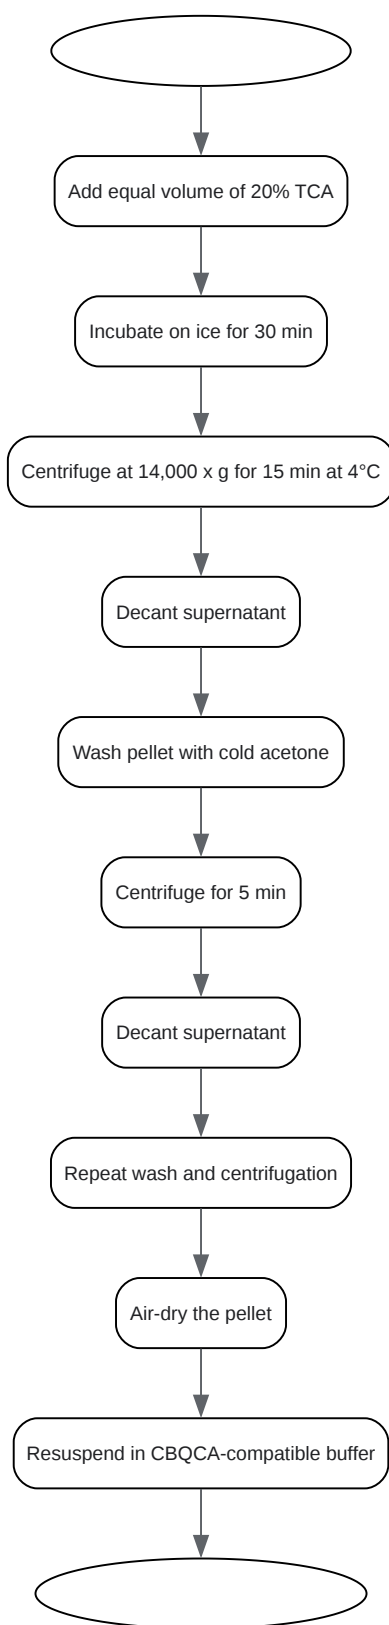 Add equal volume of 20% TCA
Incubate on ice for 30 min
Centrifuge at 14,000 x g for 15 min at 4°C
Decant supernatant
Wash pellet with cold acetone
Centrifuge for 5 min
Decant supernatant
Repeat wash and centrifugation
Air-dry the pellet
Resuspend in CBQCA-compatible buffer